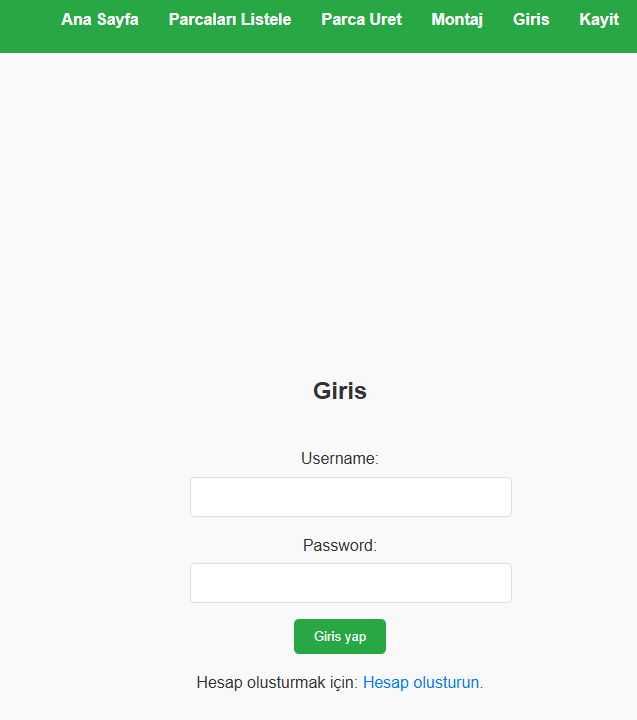 Ana Sayfa Parcaları Listele Parca Uret Montaj Giris Kayit
Giris
Username:
Password:
Giris yap
Hesap olusturmak için: Hesap olusturun.